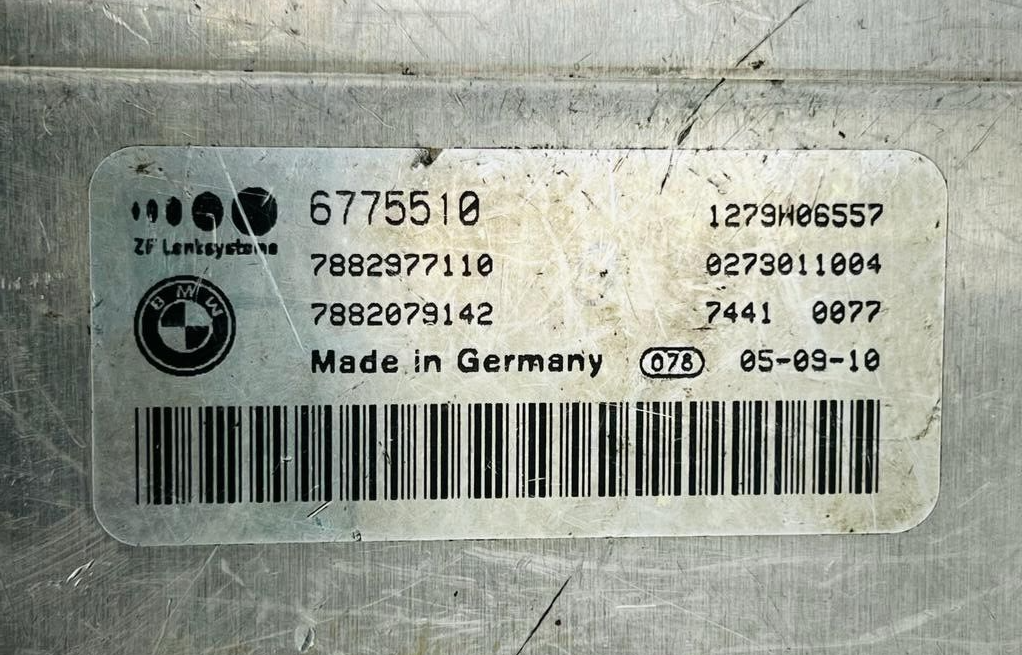 6775510 1279H06557
ZF Lenksysteme
7882977110 0273011004
BMW
7882079142 7441 0077
Made in Germany 078 05-09-10